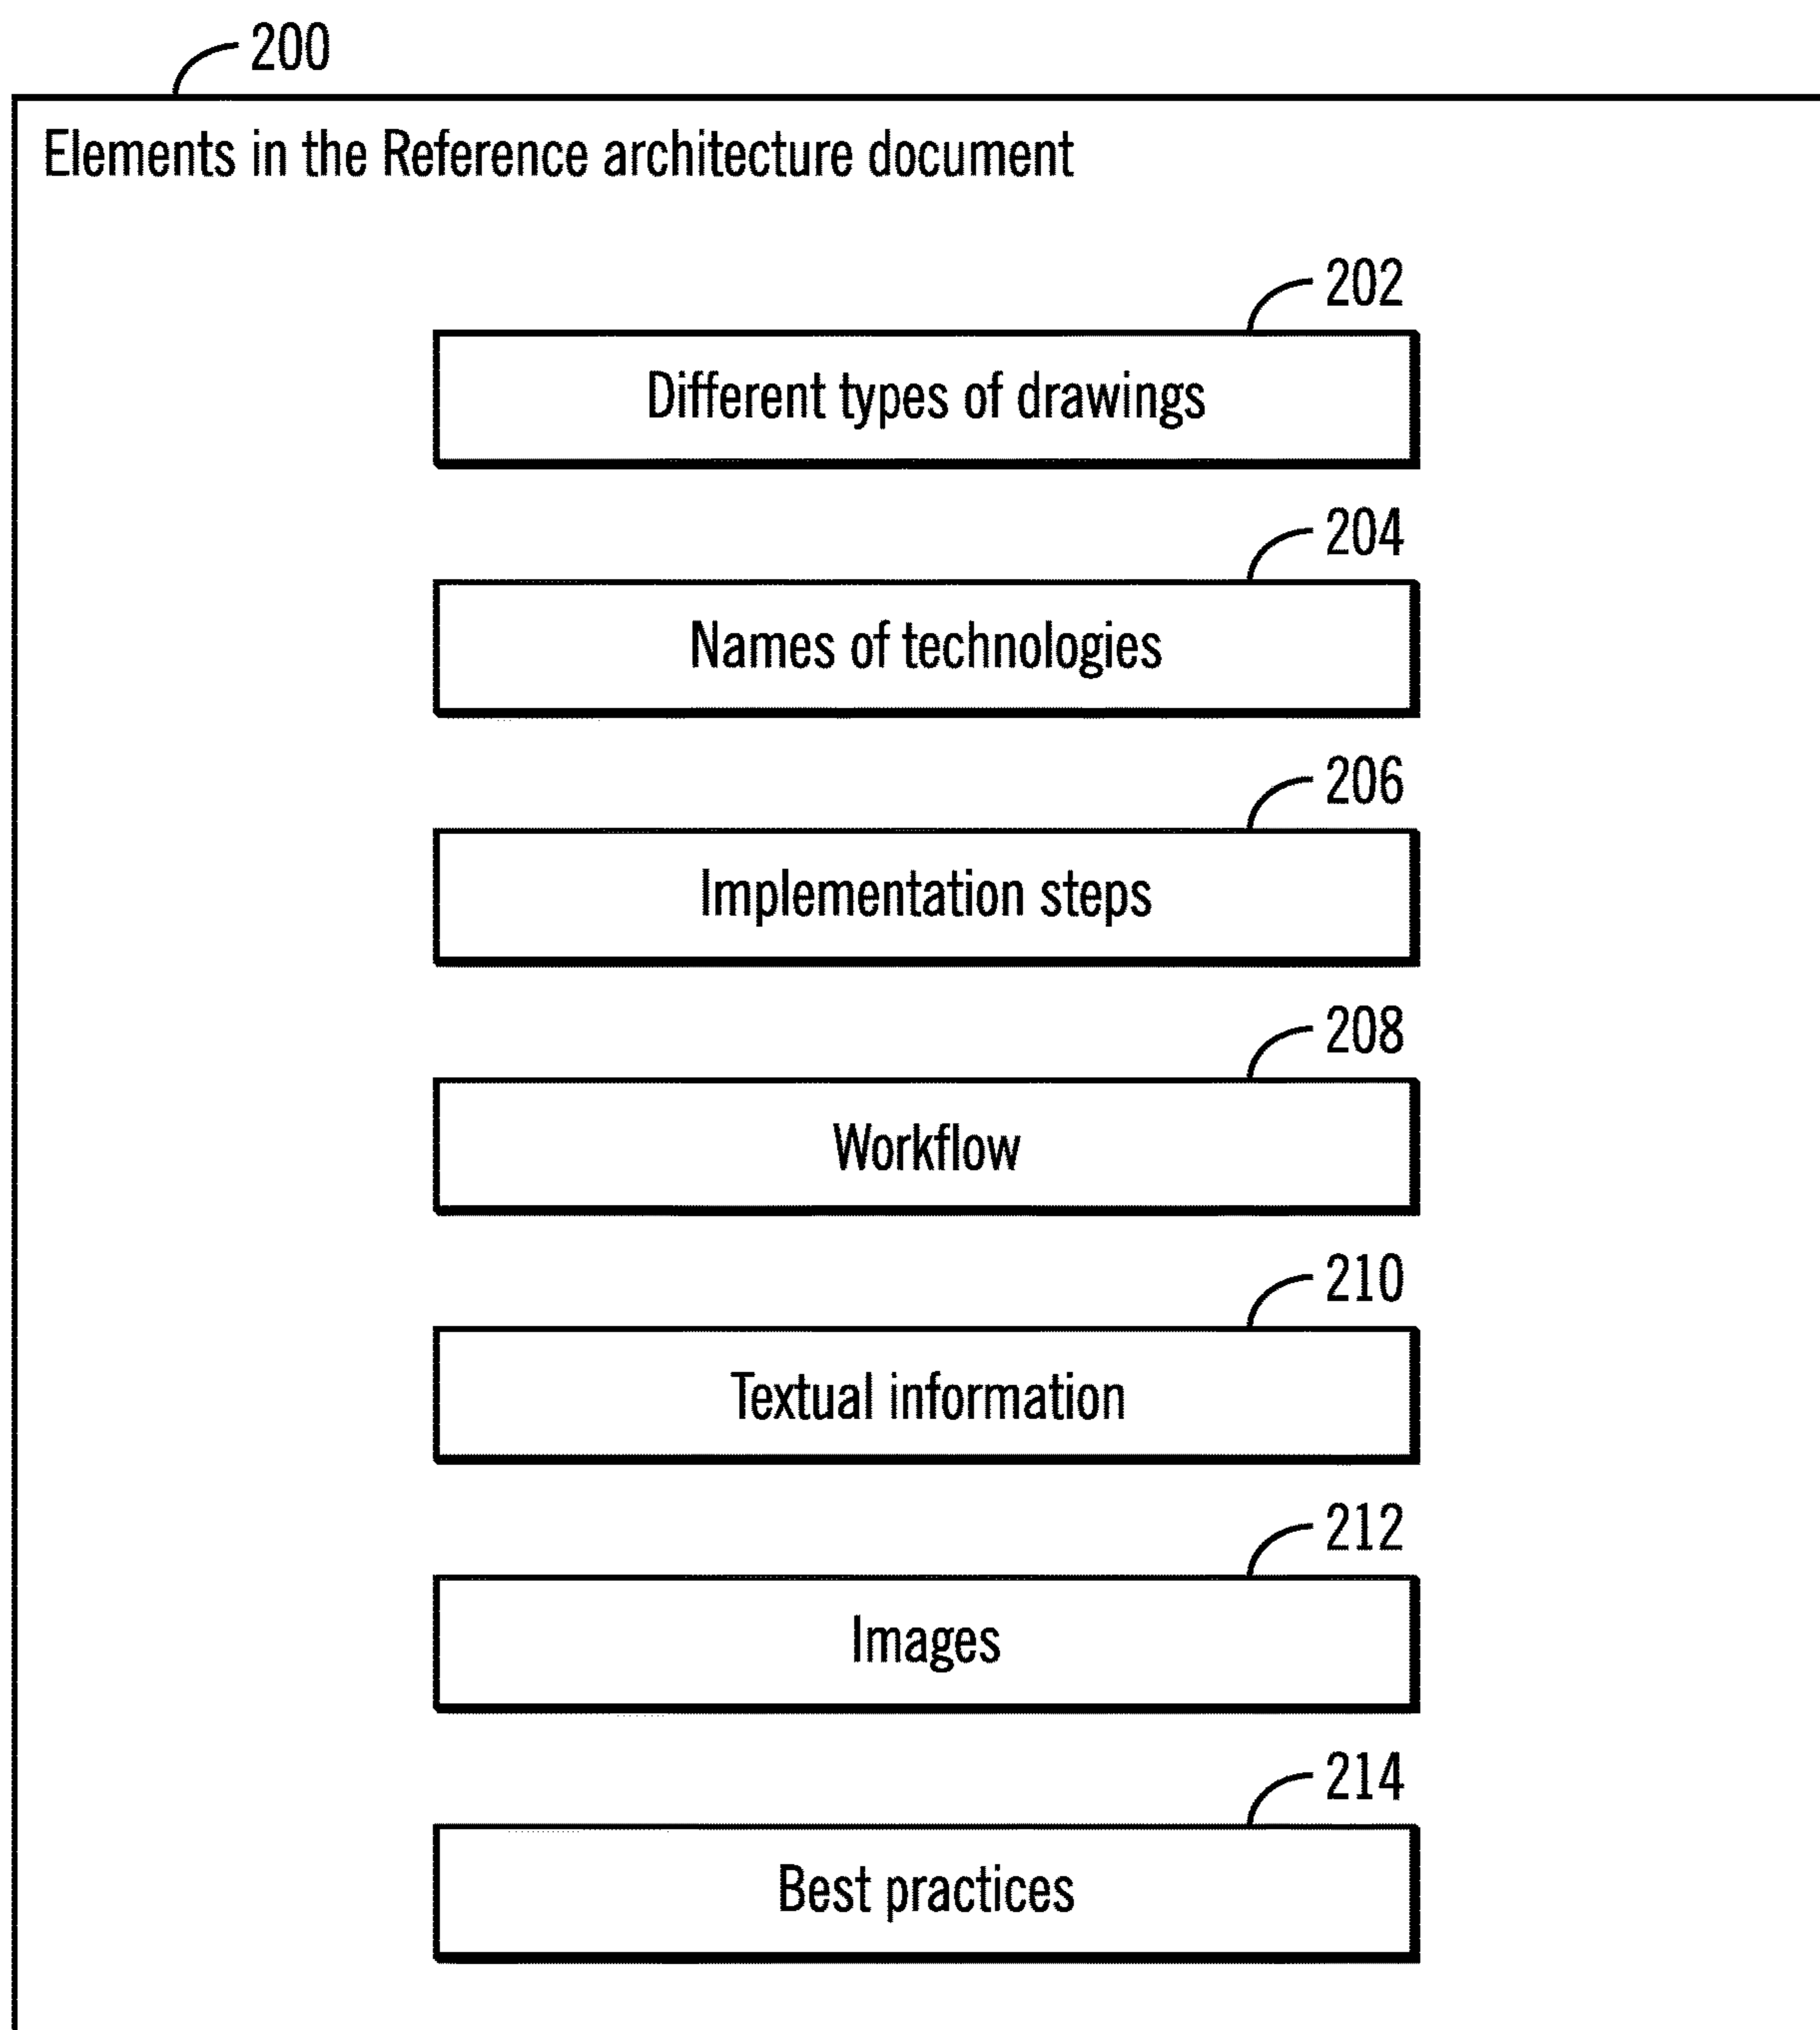 200
Elements in the Reference architecture document
202
Different types of drawings
204
Names of technologies
206
Implementation steps
208
Workflow
210
Textual information
212
Images
214
Best practices